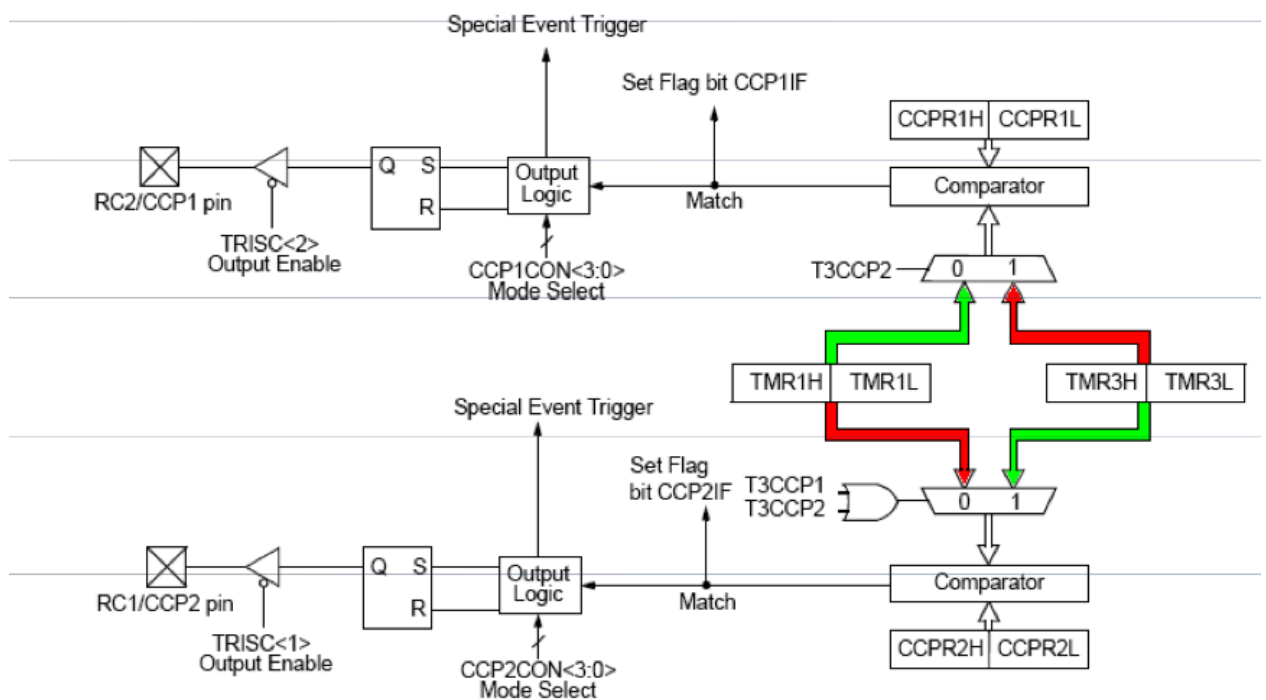 Special Event Trigger
Set Flag bit CCP1IF
CCPR1H CCPR1L
Q S
R
Output
Logic
Match
Comparator
RC2/CCP1 pin
TRISC<2>
Output Enable
CCP1CON<3:0>
Mode Select
T3CCP2
0 1
TMR1H TMR1L
TMR3H TMR3L
Special Event Trigger
Set Flag
bit CCP2IF
T3CCP1
T3CCP2
0 1
Q S
R
Output
Logic
Match
Comparator
RC1/CCP2 pin
TRISC<1>
Output Enable
CCP2CON<3:0>
Mode Select
CCPR2H CCPR2L